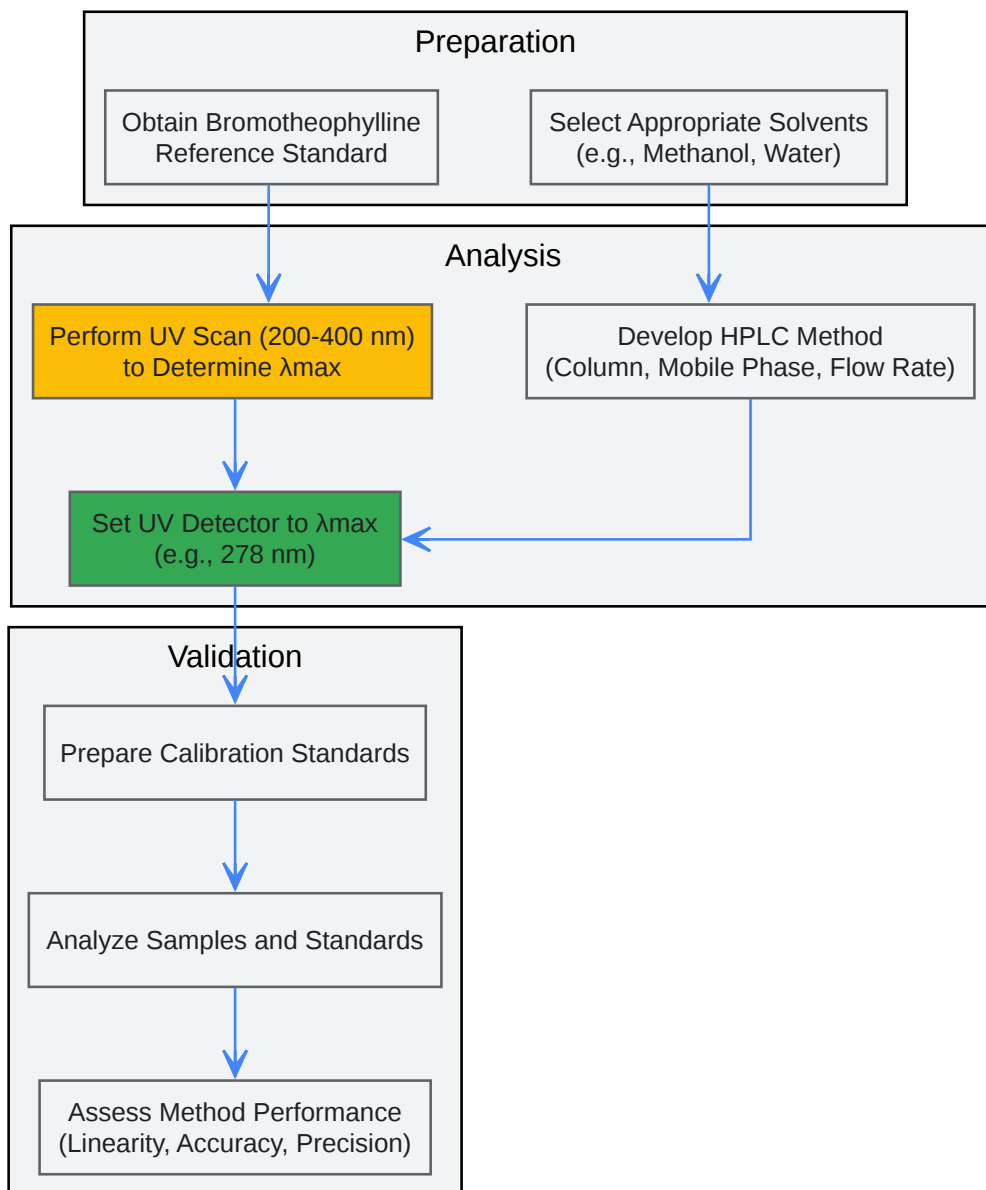 Preparation
Obtain Bromotheophylline
Reference Standard
Select Appropriate Solvents
(e.g., Methanol, Water)
Analysis
Perform UV Scan (200-400 nm)
to Determine λmax
Develop HPLC Method
(Column, Mobile Phase, Flow Rate)
Set UV Detector to λmax
(e.g., 278 nm)
Validation
Prepare Calibration Standards
Analyze Samples and Standards
Assess Method Performance
(Linearity, Accuracy, Precision)